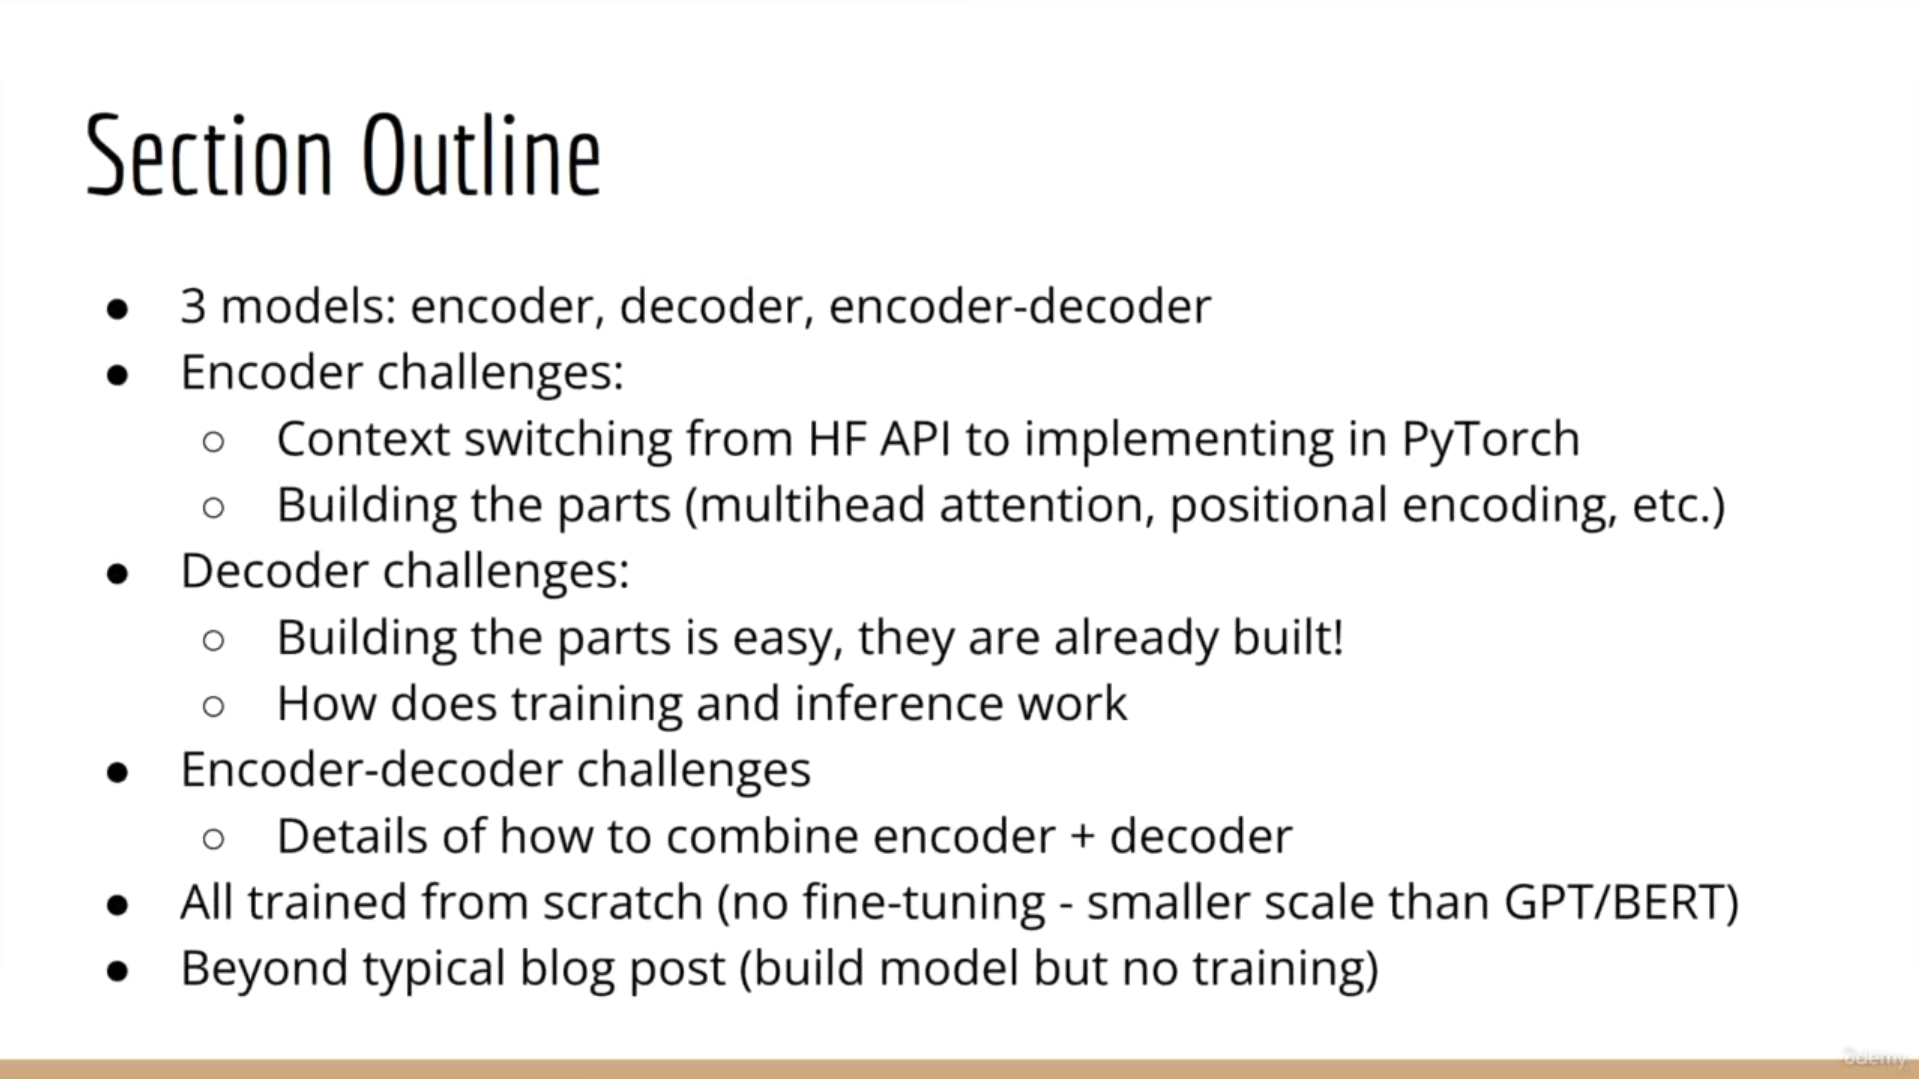 Section Outline
● 3 models: encoder, decoder, encoder-decoder
● Encoder challenges:
○ Context switching from HF API to implementing in PyTorch
○ Building the parts (multihead attention, positional encoding, etc.)
● Decoder challenges:
○ Building the parts is easy, they are already built!
○ How does training and inference work
● Encoder-decoder challenges
○ Details of how to combine encoder + decoder
● All trained from scratch (no fine-tuning - smaller scale than GPT/BERT)
● Beyond typical blog post (build model but no training)
udemy